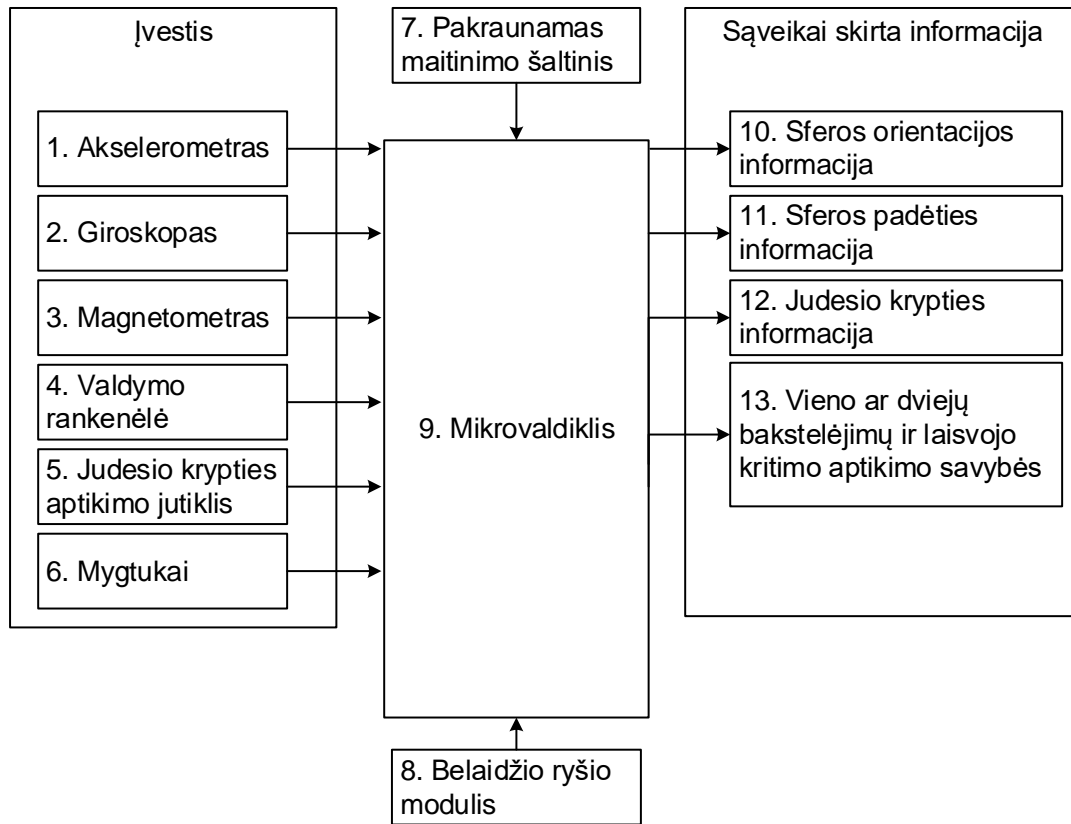 Įvestis
1. Akselerometras
2. Giroskopas
3. Magnetometras
4. Valdymo
rankenėlė
5. Judesio krypties
aptikimo jutiklis
6. Mygtukai
7. Pakraunamas
maitinimo šaltinis
9. Mikrovaldiklis
8. Belaidžio ryšio
modulis
Sąveikai skirta informacija
10. Sferos orientacijos
informacija
11. Sferos padėties
informacija
12. Judesio krypties
informacija
13. Vieno ar dviejų
bakstelėjimų ir laisvojo
kritimo aptikimo savybės